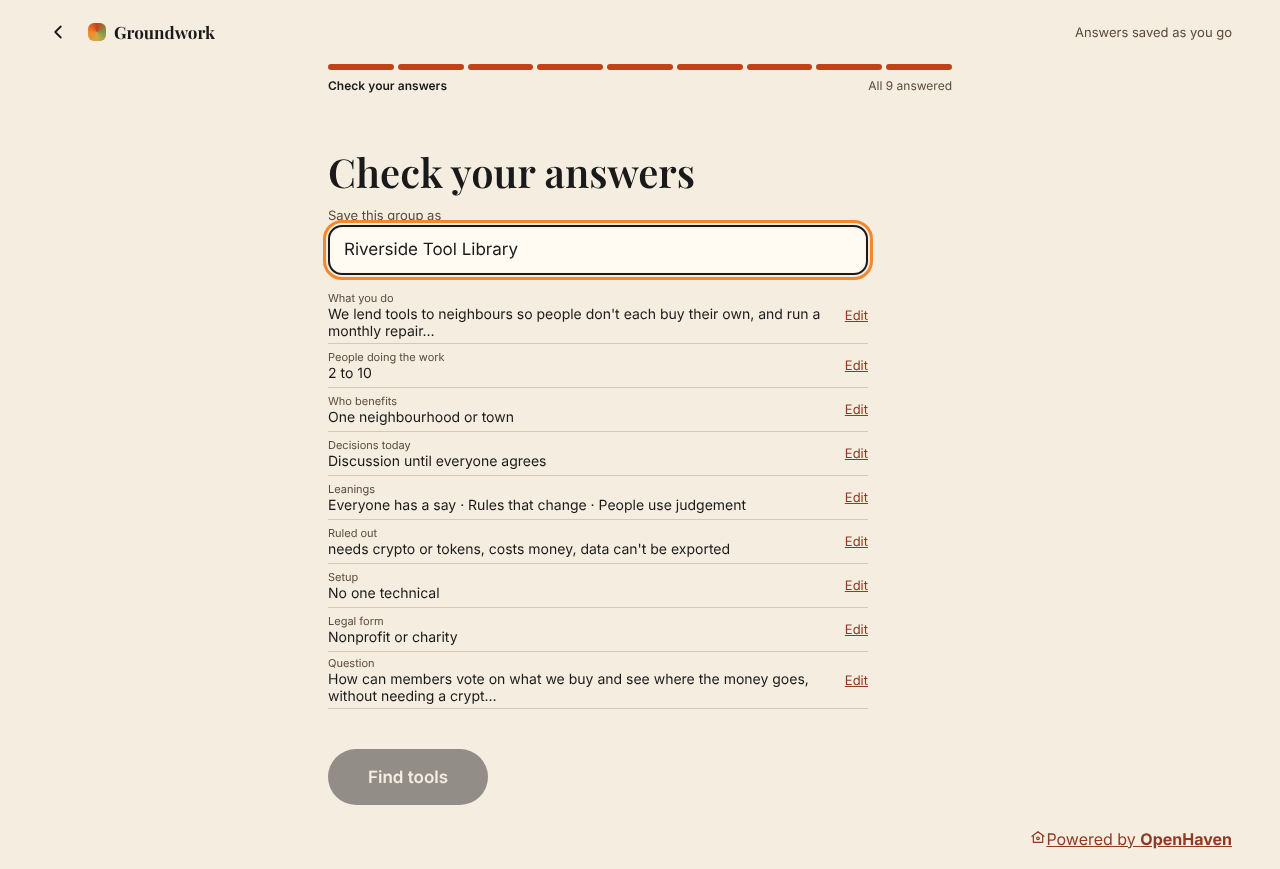 Groundwork
Answers saved as you go
Check your answers
All 9 answered
Check your answers
Save this group as
Riverside Tool Library
What you do
We lend tools to neighbours so people don't each buy their own, and run a
monthly repair...
Edit
People doing the work
2 to 10
Edit
Who benefits
One neighbourhood or town
Edit
Decisions today
Discussion until everyone agrees
Edit
Leanings
Everyone has a say · Rules that change · People use judgement
Edit
Ruled out
needs crypto or tokens, costs money, data can't be exported
Edit
Setup
No one technical
Edit
Legal form
Nonprofit or charity
Edit
Question
How can members vote on what we buy and see where the money goes,
without needing a crypt...
Edit
Find tools
Powered by OpenHaven